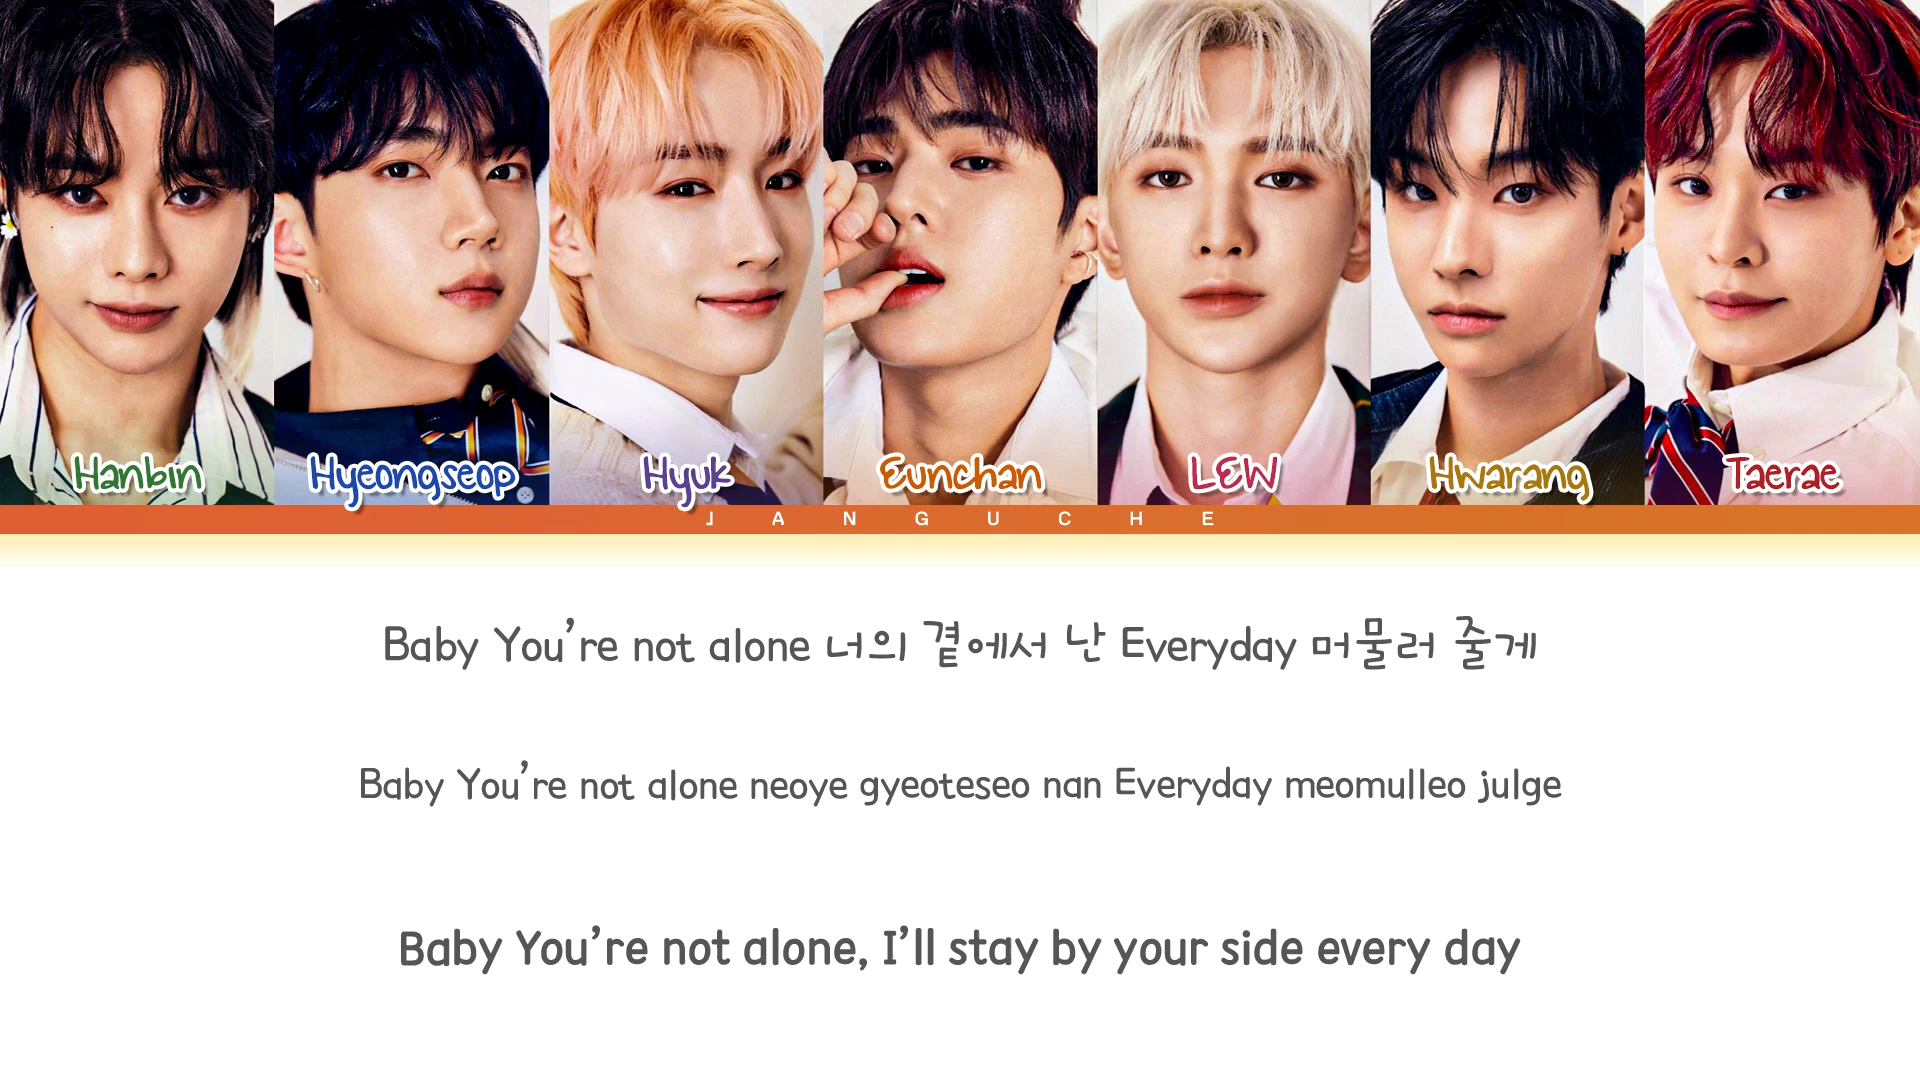 Hanbin Hyeongseop Hyuk Eunchan LEW Hwarang Taerae
JANGUCHE
Baby You're not alone 너의 곁에서 난 Everyday 머물러 줄게
Baby You're not alone neoye gyeoteseo nan Everyday meomulleo julge
Baby You're not alone, I'll stay by your side every day